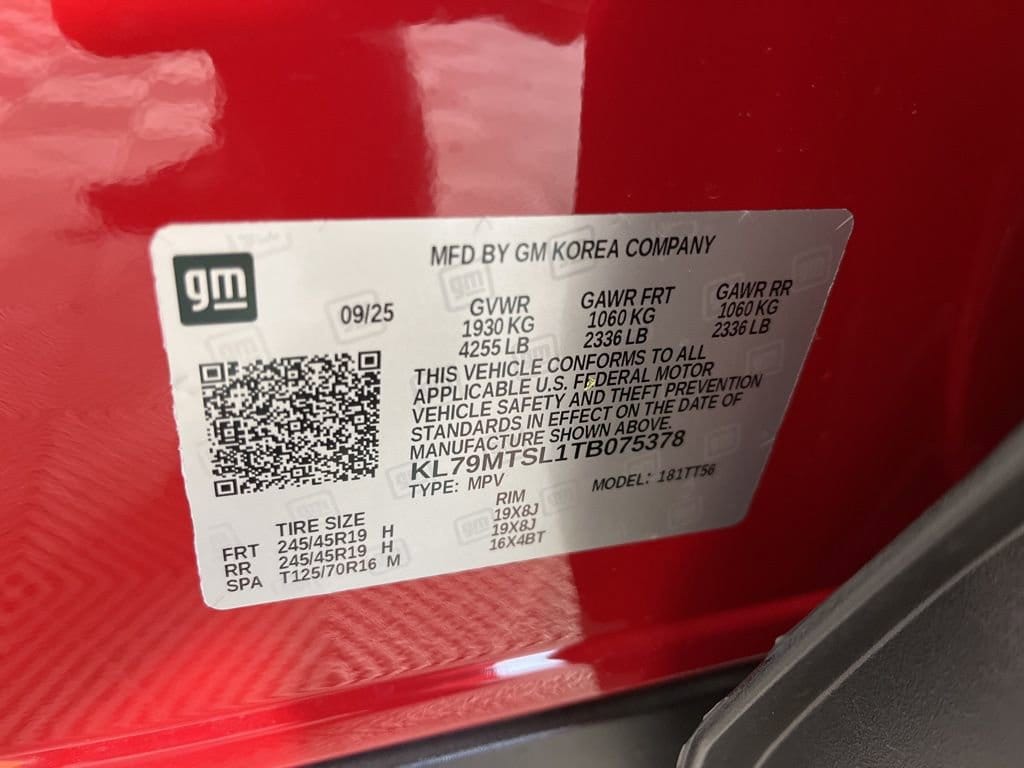 gm
MFD BY GM KOREA COMPANY
09/25
GVWR
1930 KG
4255 LB
GAWR FRT
1060 KG
2336 LB
GAWR RR
1060 KG
2336 LB
THIS VEHICLE CONFORMS TO ALL
APPLICABLE U.S. FEDERAL MOTOR
VEHICLE SAFETY AND THEFT PREVENTION
STANDARDS IN EFFECT ON THE DATE OF
MANUFACTURE SHOWN ABOVE.
KL79MTSL1TB075378
TYPE: MPV MODEL: 181TT56
TIRE SIZE RIM
FRT 245/45R19 H 19X8J
RR 245/45R19 H 19X8J
SPA T125/70R16 M 16X4BT